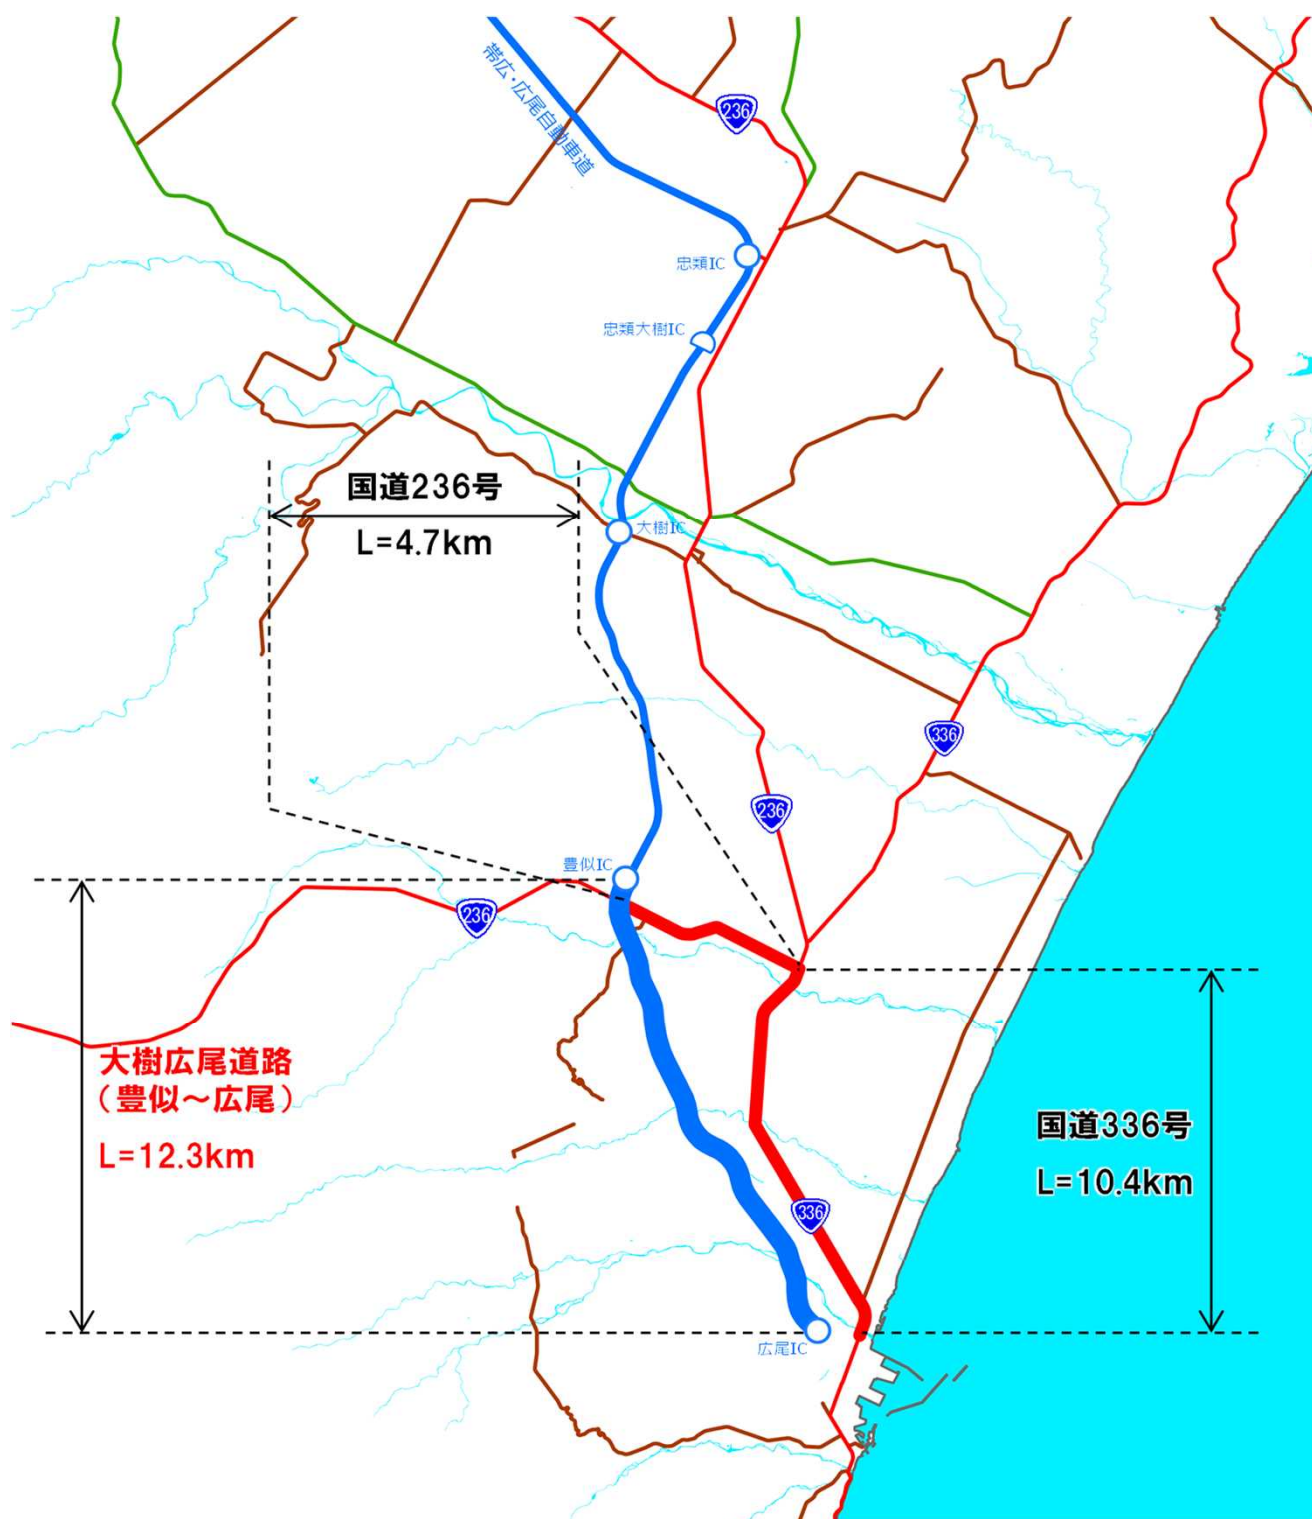 帯広・広尾自動車道
236
忠類IC
忠類大樹IC
国道236号
L=4.7km
大樹IC
336
236
豊似IC
236
大樹広尾道路
(豊似～広尾)
L=12.3km
国道336号
L=10.4km
336
広尾IC